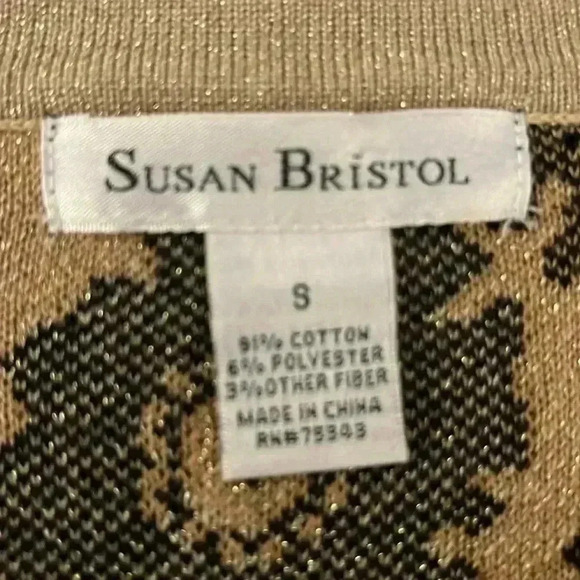 SUSAN BRISTOL
S
91% COTTON
6% POLYESTER
3% OTHER FIBER
MADE IN CHINA
RN#75343